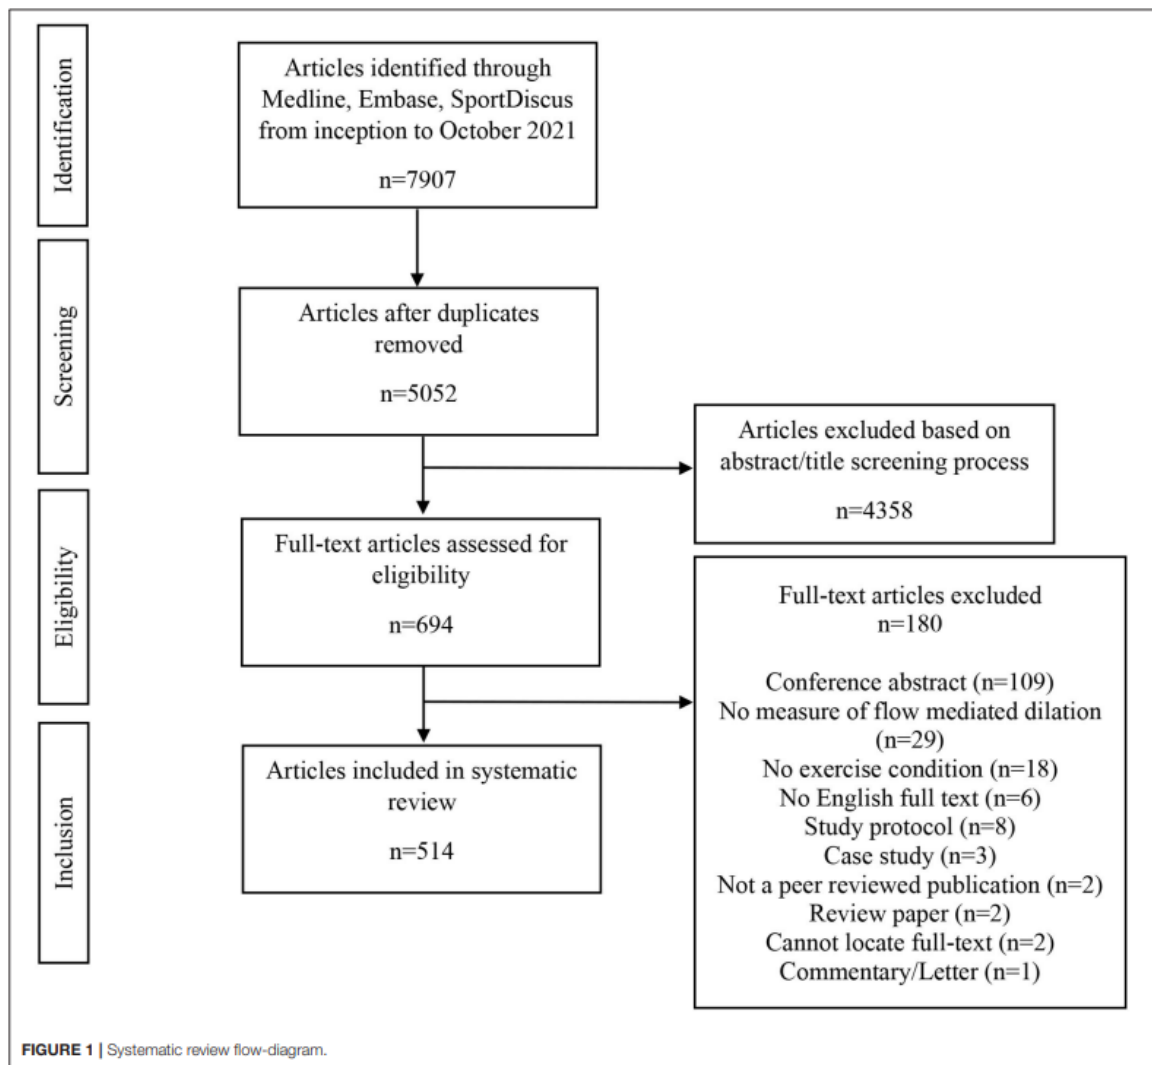 Identification
Articles identified through
Medline, Embase, SportDiscus
from inception to October 2021
n=7907
Screening
Articles after duplicates
removed
n=5052
Articles excluded based on
abstract/title screening process
n=4358
Eligibility
Full-text articles assessed for
eligibility
n=694
Full-text articles excluded
n=180
Conference abstract (n=109)
No measure of flow mediated dilation
(n=29)
No exercise condition (n=18)
No English full text (n=6)
Study protocol (n=8)
Case study (n=3)
Not a peer reviewed publication (n=2)
Review paper (n=2)
Cannot locate full-text (n=2)
Commentary/Letter (n=1)
Inclusion
Articles included in systematic
review
n=514
FIGURE 1 | Systematic review flow-diagram.